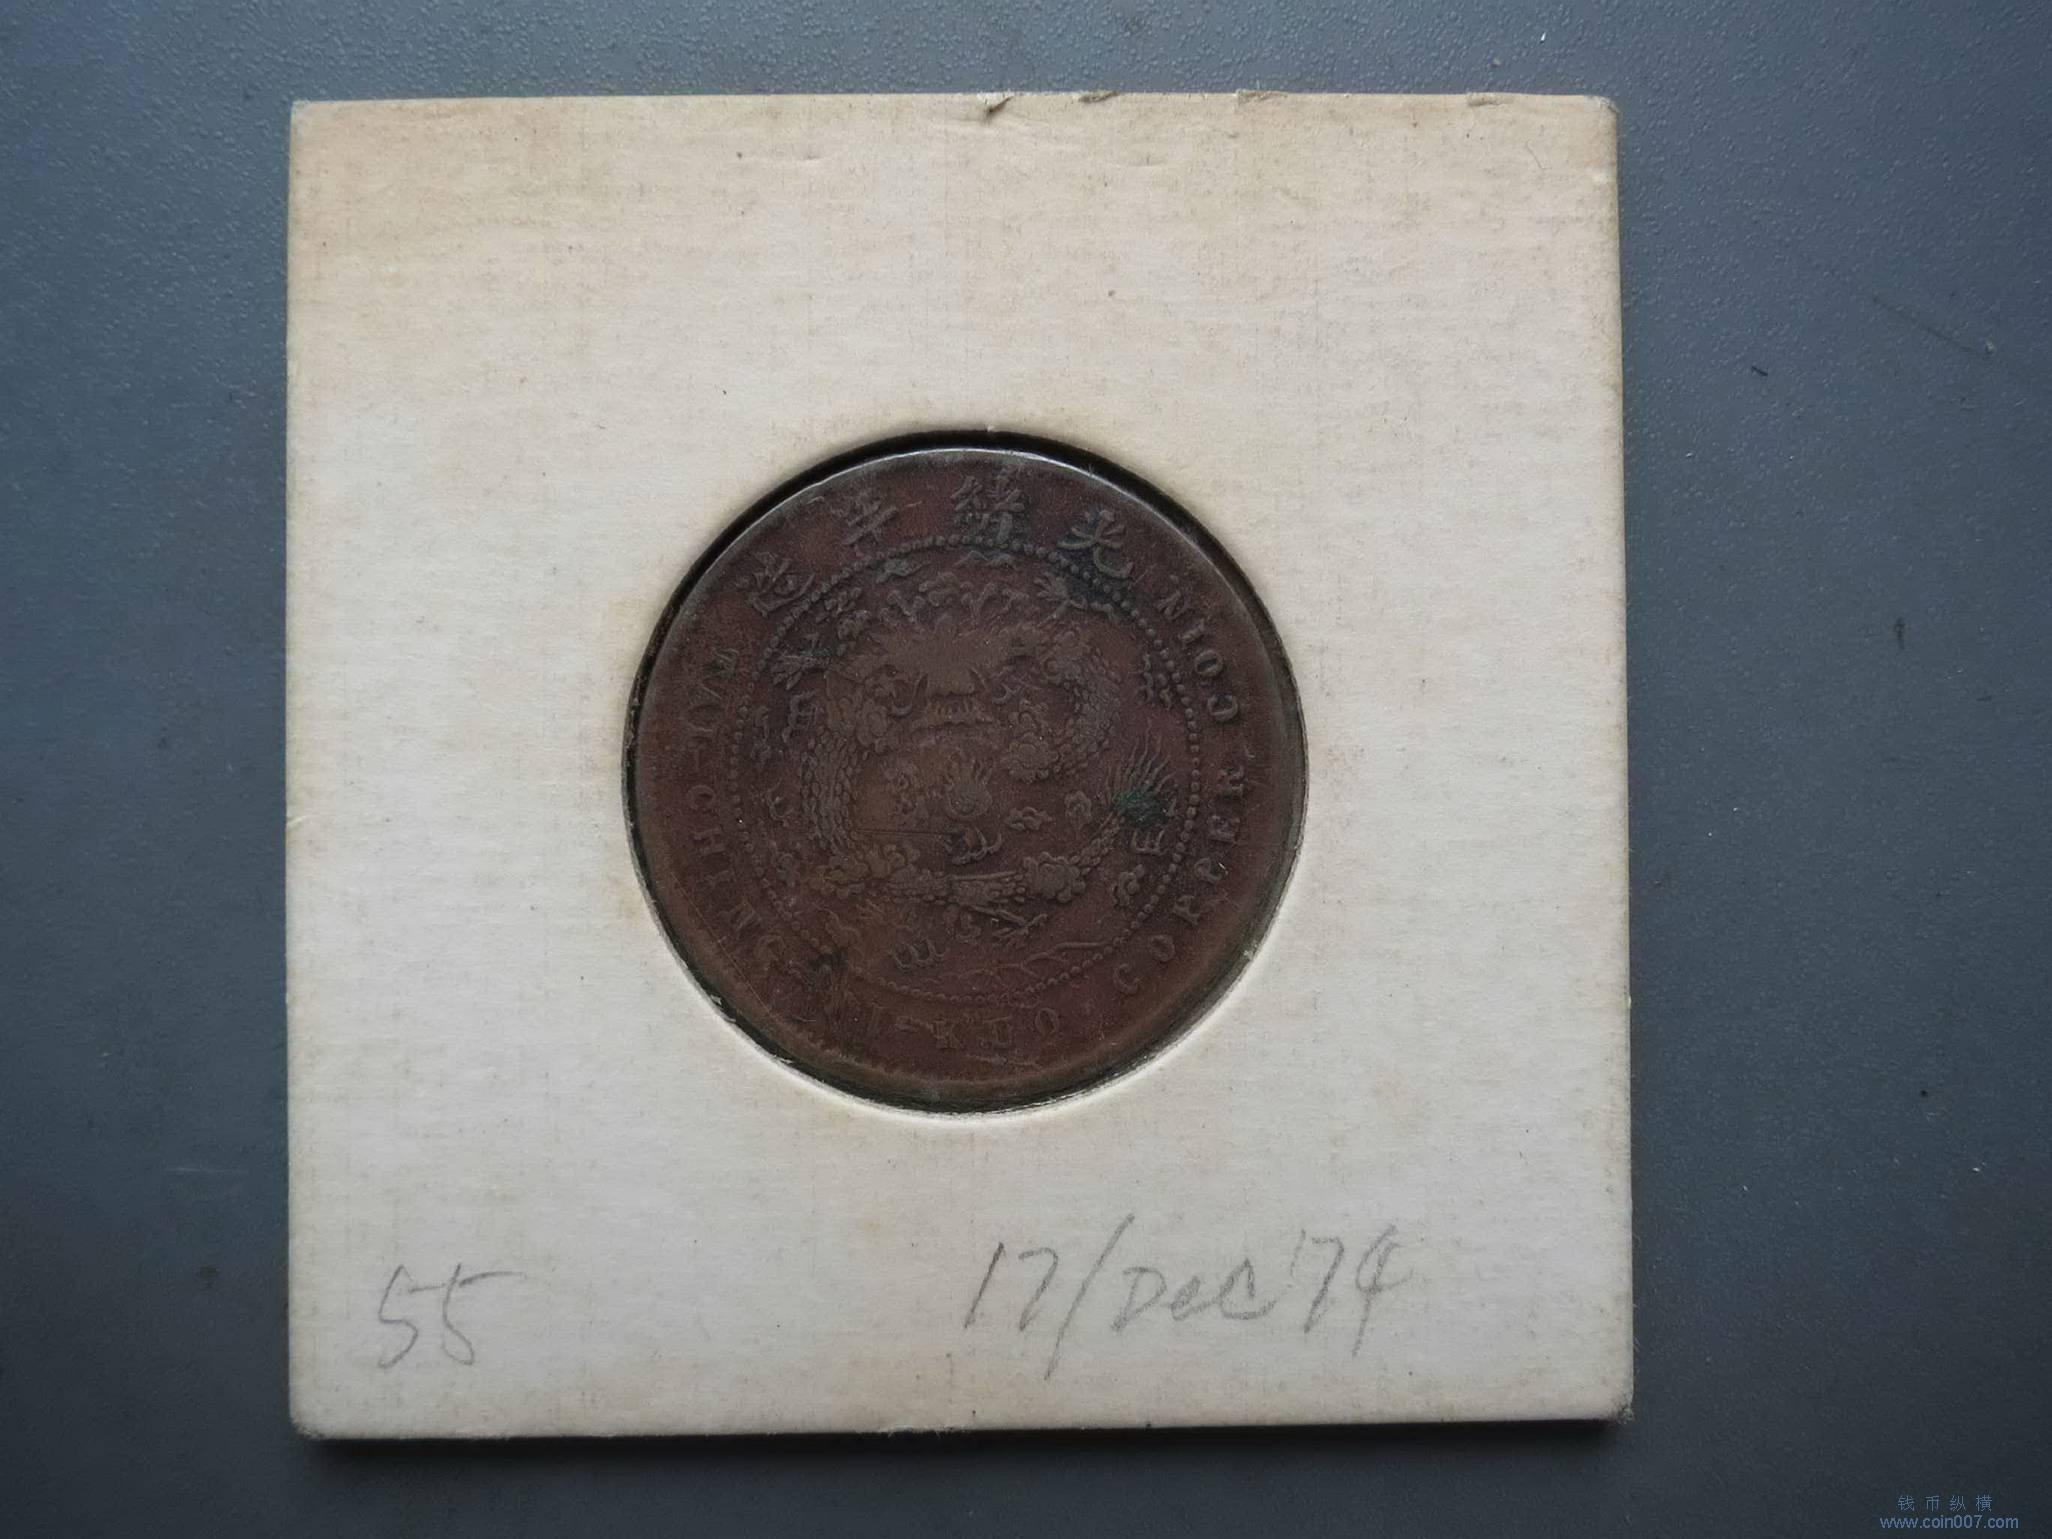 光緒年造
TAI-CHING-TI-KUO COPPER COIN
55
17/Dec '74
钱币纵横
www.coin007.com